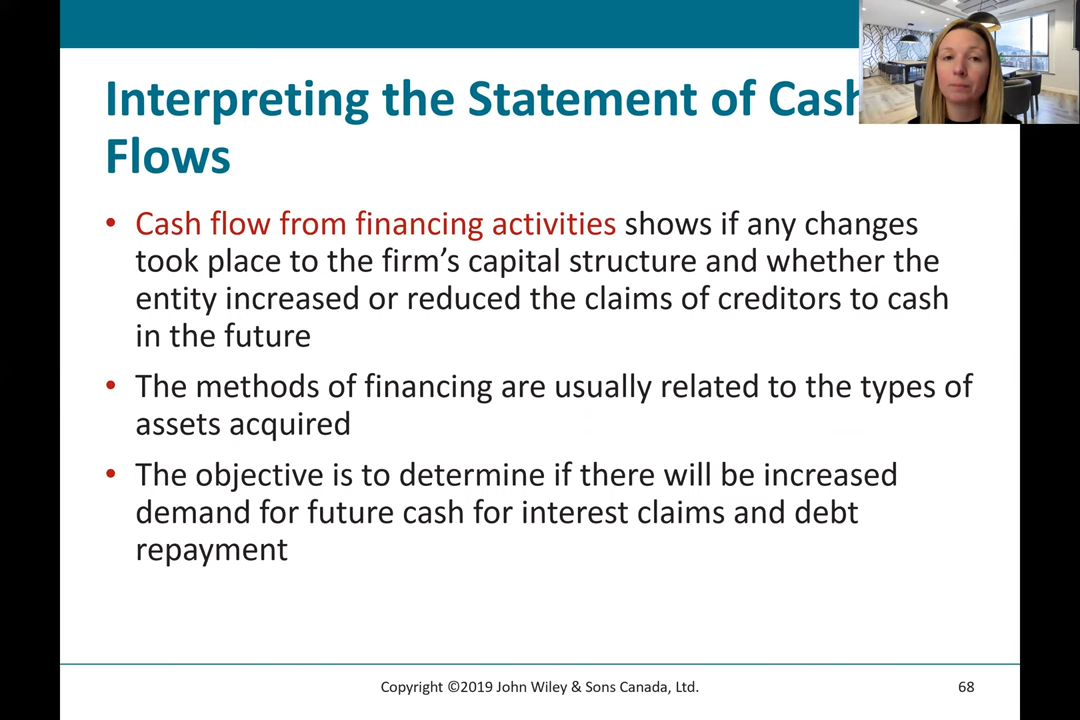 Interpreting the Statement of Cash
Flows
• Cash flow from financing activities shows if any changes
took place to the firm’s capital structure and whether the
entity increased or reduced the claims of creditors to cash
in the future
• The methods of financing are usually related to the types of
assets acquired
• The objective is to determine if there will be increased
demand for future cash for interest claims and debt
repayment
Copyright ©2019 John Wiley & Sons Canada, Ltd.
68